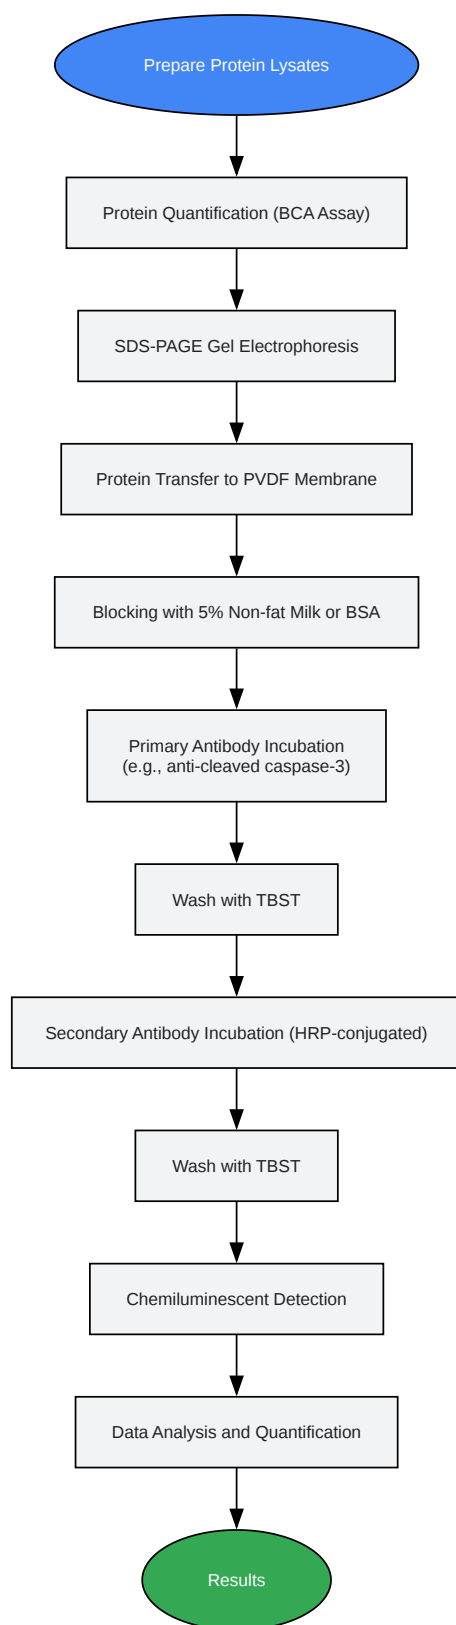 Prepare Protein Lysates
Protein Quantification (BCA Assay)
SDS-PAGE Gel Electrophoresis
Protein Transfer to PVDF Membrane
Blocking with 5% Non-fat Milk or BSA
Primary Antibody Incubation
(e.g., anti-cleaved caspase-3)
Wash with TBST
Secondary Antibody Incubation (HRP-conjugated)
Wash with TBST
Chemiluminescent Detection
Data Analysis and Quantification
Results